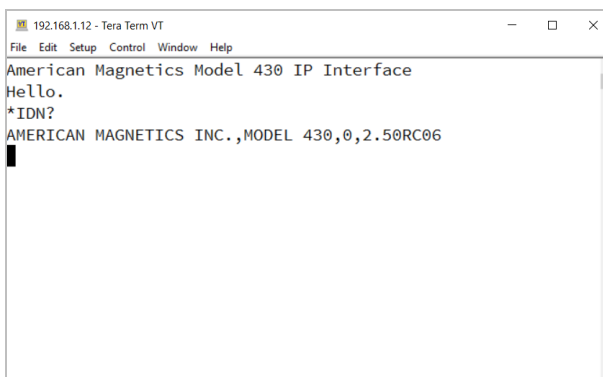 192.168.1.12 - Tera Term VT
File Edit Setup Control Window Help
American Magnetics Model 430 IP Interface
Hello.
*IDN?
AMERICAN MAGNETICS INC.,MODEL 430,0,2.50RC06